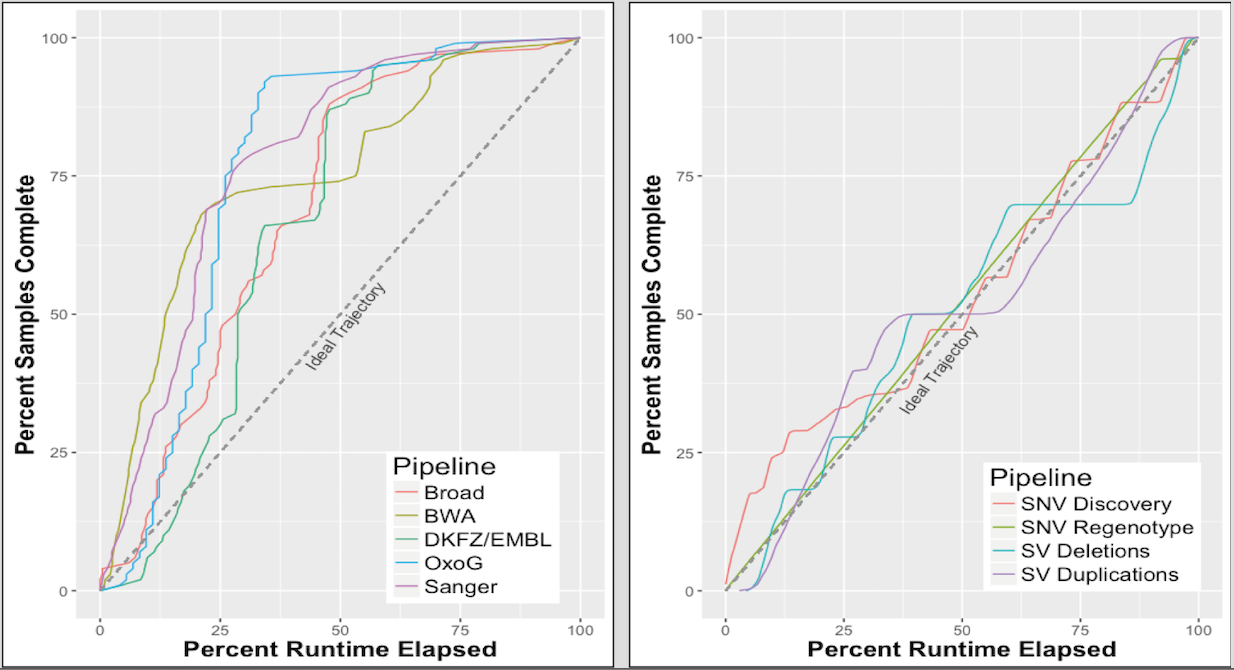 Percent Samples Complete
100
75
50
25
0
Ideal Trajectory
Pipeline
Broad
BWA
DKFZ/EMBL
OxoG
Sanger
0 25 50 75 100
Percent Runtime Elapsed
Percent Samples Complete
100
75
50
25
0
Ideal Trajectory
Pipeline
SNV Discovery
SNV Regenotype
SV Deletions
SV Duplications
0 25 50 75 100
Percent Runtime Elapsed